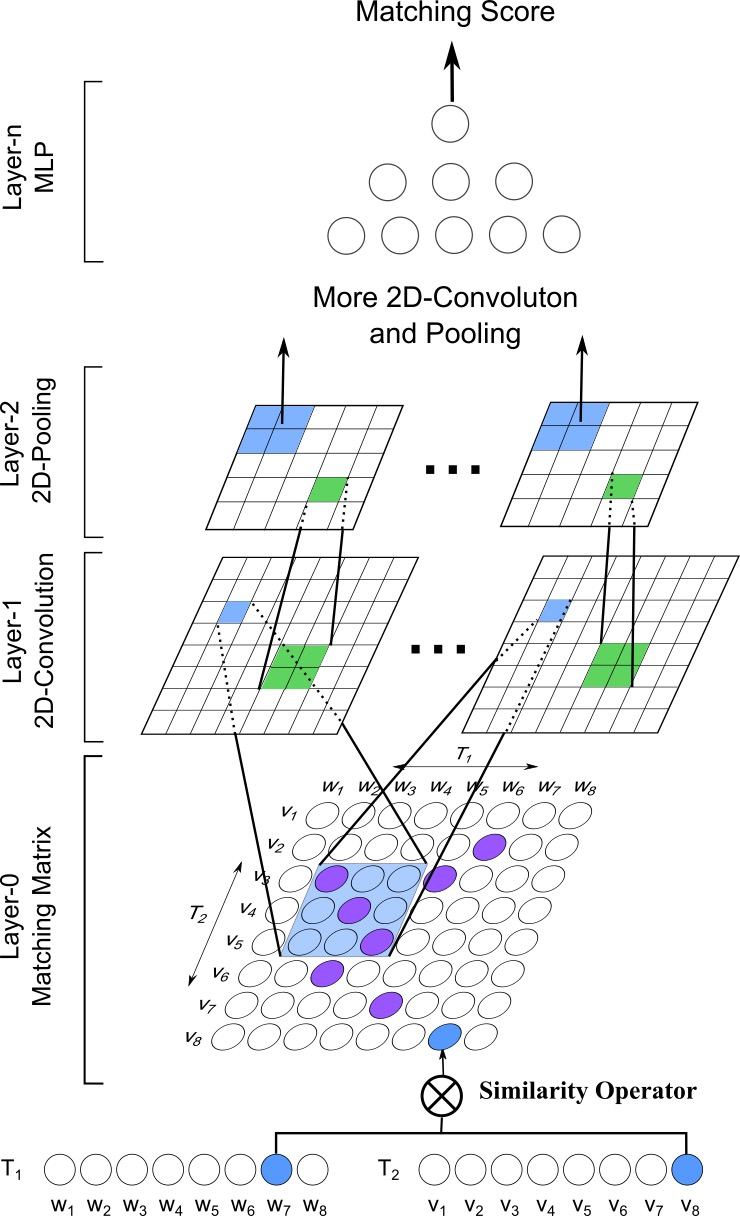 Matching Score
Layer-n
MLP
More 2D-Convoluton
and Pooling
Layer-2
2D-Pooling
Layer-1
2D-Convolution
Layer-0
Matching Matrix
T1
w1 w2 w3 w4 w5 w6 w7 w8
v1
v2
v3
v4
v5
v6
v7
v8
T2
Similarity Operator
T1
w1 w2 w3 w4 w5 w6 w7 w8
T2
v1 v2 v3 v4 v5 v6 v7 v8